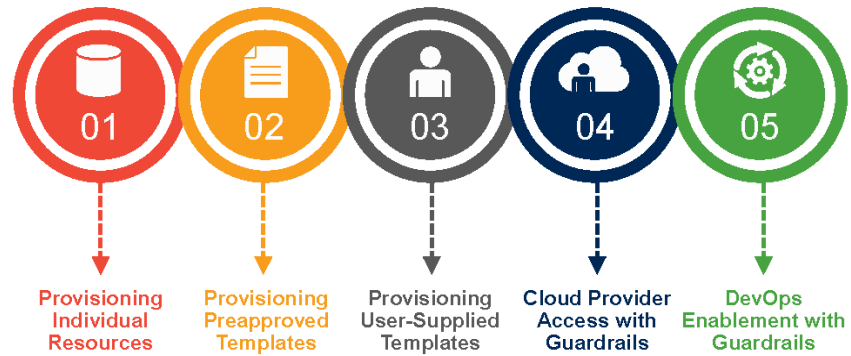 01
02
03
04
05
Provisioning
Individual
Resources
Provisioning
Preapproved
Templates
Provisioning
User-Supplied
Templates
Cloud Provider
Access with
Guardrails
DevOps
Enablement with
Guardrails